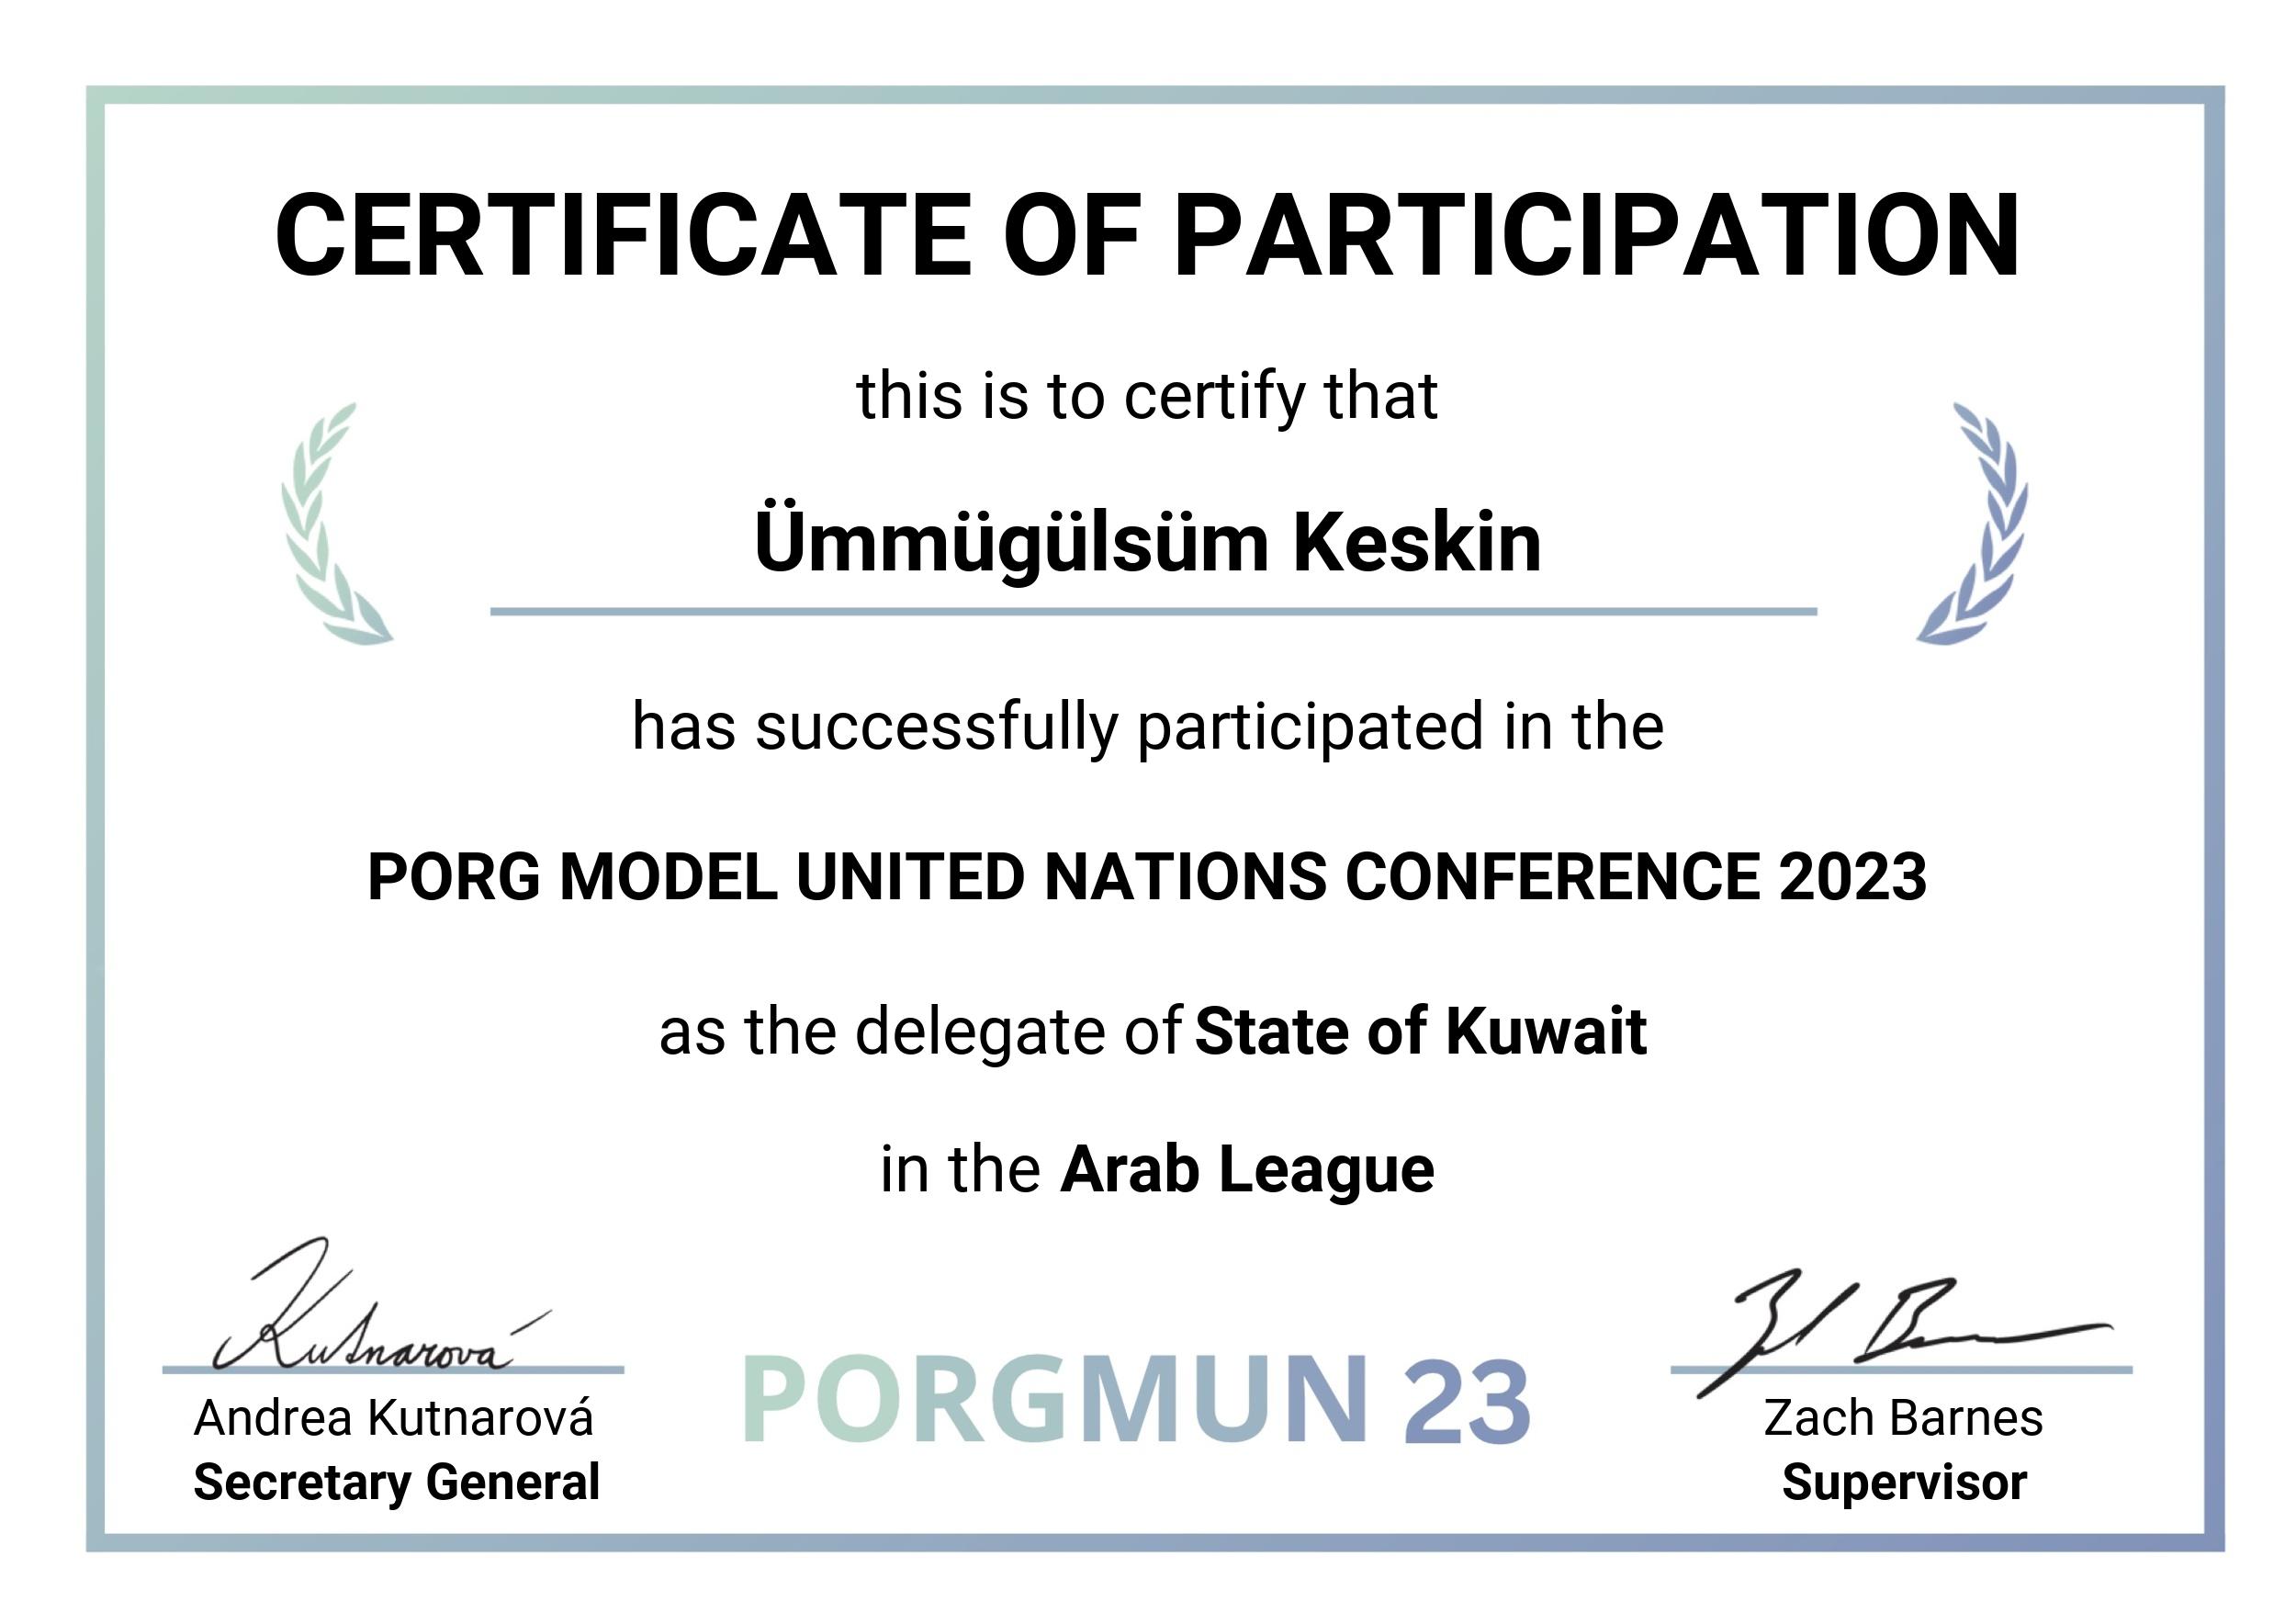 CERTIFICATE OF PARTICIPATION
this is to certify that
Ümmügülsüm Keskin
has successfully participated in the
PORG MODEL UNITED NATIONS CONFERENCE 2023
as the delegate of State of Kuwait
in the Arab League
Kutnarová
Andrea Kutnarová
Secretary General
PORGMUN 23
Zach Barnes
Supervisor